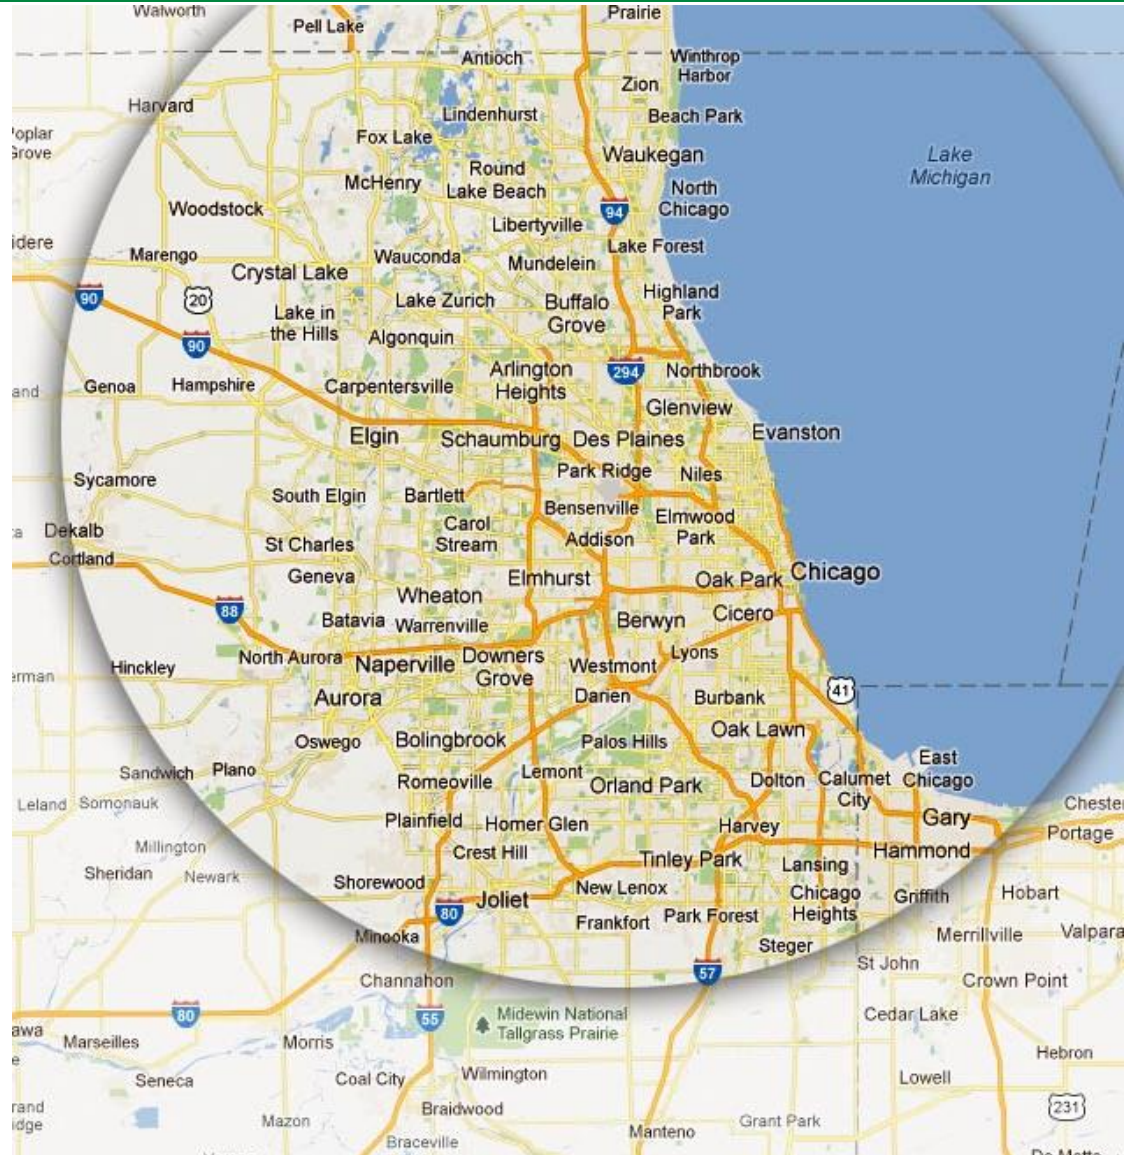 Walworth
Pell Lake
Prairie
Antioch
Winthrop
Harbor
Zion
Harvard
Lindenhurst
Beach Park
Poplar
Grove
Fox Lake
Waukegan
Lake
Michigan
Round
Lake Beach
McHenry
North
Chicago
Woodstock
94
Libertyville
idere
Marengo
Wauconda
Lake Forest
Mundelein
Crystal Lake
90
20
Lake Zurich
Buffalo
Grove
Highland
Park
Lake in
the Hills
Algonquin
90
294
Northbrook
Arlington
Heights
and
Genoa
Hampshire
Carpentersville
Glenview
Elgin
Schaumburg
Des Plaines
Evanston
Park Ridge
Niles
Sycamore
South Elgin
Bartlett
Bensenville
Elmwood
Park
Dekalb
Carol
Stream
Addison
Cortland
St Charles
Geneva
Elmhurst
Oak Park
Chicago
Wheaton
88
Batavia
Warrenville
Berwyn
Cicero
North Aurora
Naperville
Downers
Grove
Westmont
Lyons
Hinckley
erman
Aurora
Darien
Burbank
41
Oswego
Bolingbrook
Palos Hills
Oak Lawn
East
Chicago
Sandwich
Plano
Romeoville
Lemont
Orland Park
Dolton
Calumet
City
Leland
Somonauk
Cheste
Plainfield
Homer Glen
Harvey
Gary
Portage
Millington
Crest Hill
Tinley Park
Hammond
Sheridan
Newark
Shorewood
Joliet
New Lenox
Lansing
Chicago
Heights
Griffith
Hobart
80
Frankfort
Park Forest
Minooka
Steger
Merrillville
Valpara
St John
57
Channahon
Crown Point
80
55
Midewin National
Tallgrass Prairie
Cedar Lake
awa
Marseilles
Morris
Hebron
Seneca
Coal City
Wilmington
Lowell
rand
idge
Braidwood
231
Mazon
Grant Park
Braceville
Manteno